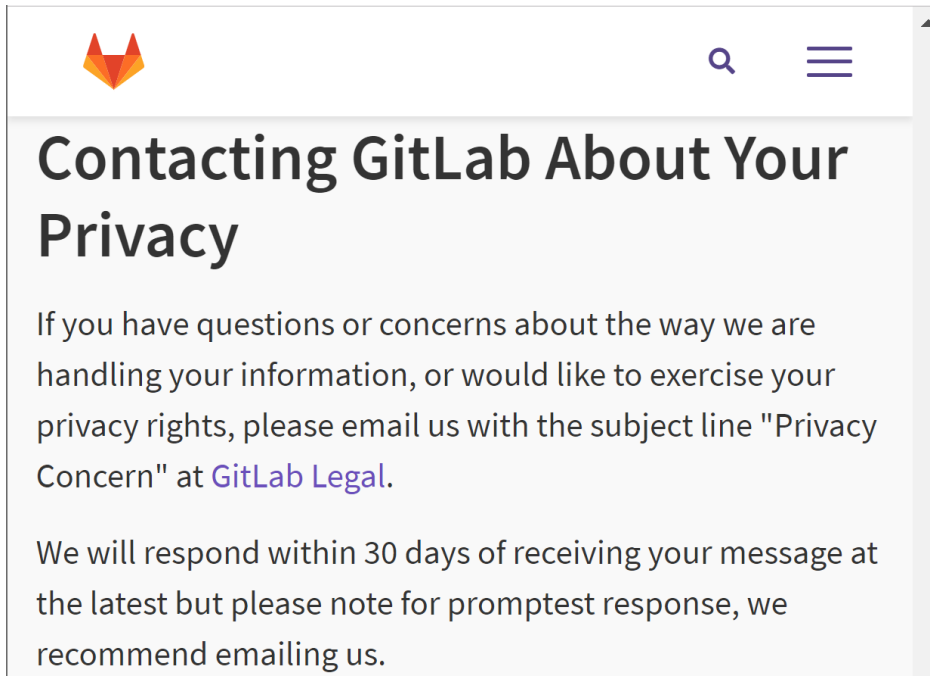 Contacting GitLab About Your
Privacy
If you have questions or concerns about the way we are
handling your information, or would like to exercise your
privacy rights, please email us with the subject line "Privacy
Concern" at GitLab Legal.
We will respond within 30 days of receiving your message at
the latest but please note for promptest response, we
recommend emailing us.